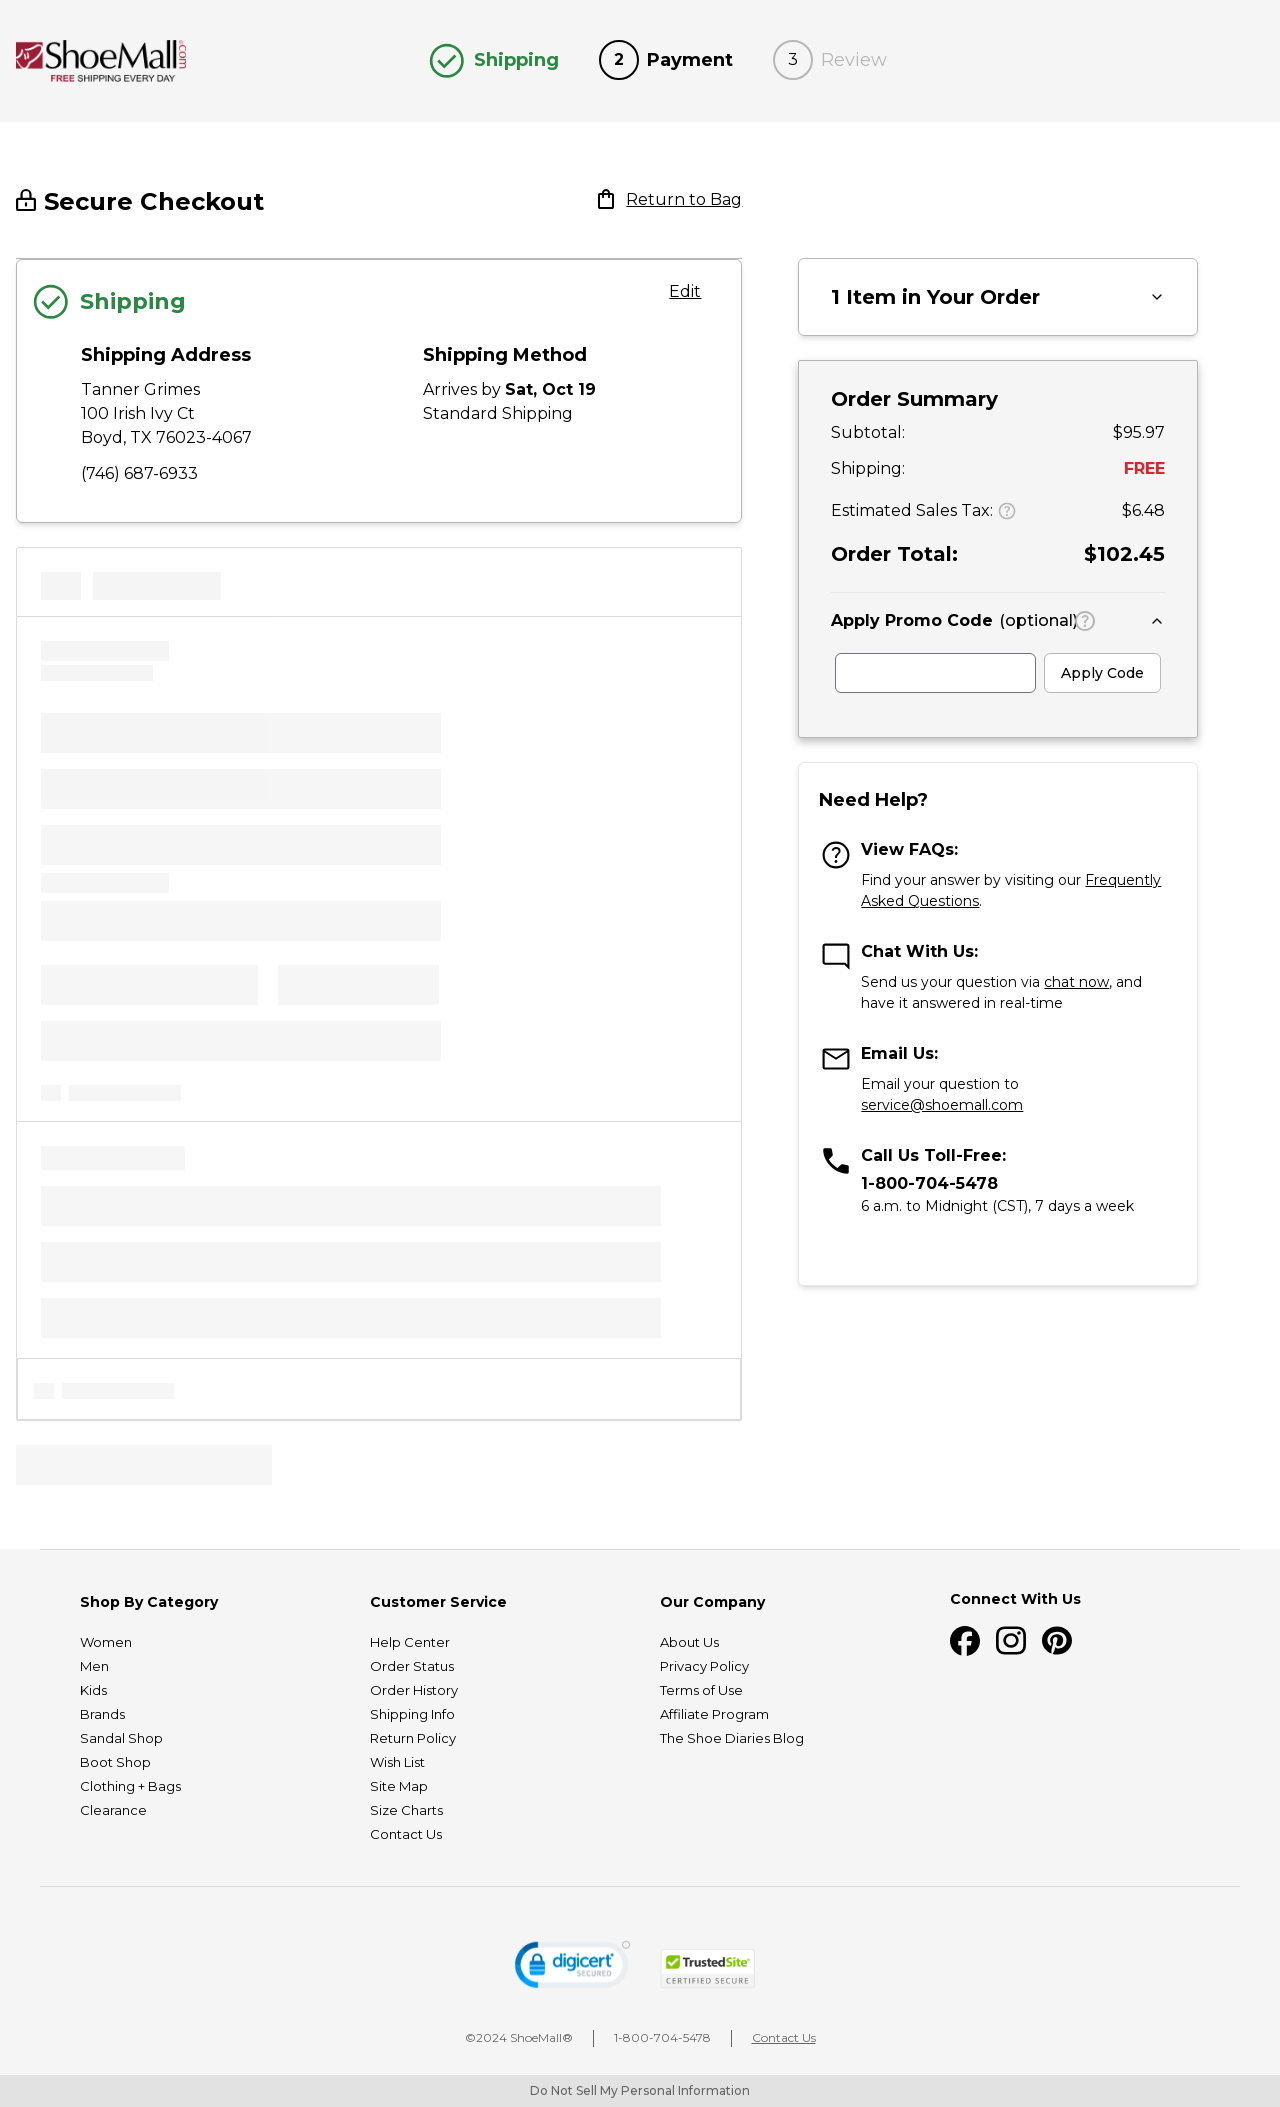 ShoeMall.com
FREE SHIPPING EVERY DAY
Shipping
2 Payment
3 Review
Secure Checkout
Return to Bag
Shipping
Edit
Shipping Address
Tanner Grimes
100 Irish Ivy Ct
Boyd, TX 76023-4067
(746) 687-6933
Shipping Method
Arrives by Sat, Oct 19
Standard Shipping
1 Item in Your Order
Order Summary
Subtotal: $95.97
Shipping: FREE
Estimated Sales Tax: ? $6.48
Order Total: $102.45
Apply Promo Code (optional) ?
Apply Code
Need Help?
View FAQs:
Find your answer by visiting our Frequently
Asked Questions.
Chat With Us:
Send us your question via chat now, and
have it answered in real-time
Email Us:
Email your question to
service@shoemall.com
Call Us Toll-Free:
1-800-704-5478
6 a.m. to Midnight (CST), 7 days a week
Shop By Category
Women
Men
Kids
Brands
Sandal Shop
Boot Shop
Clothing + Bags
Clearance
Customer Service
Help Center
Order Status
Order History
Shipping Info
Return Policy
Wish List
Site Map
Size Charts
Contact Us
Our Company
About Us
Privacy Policy
Terms of Use
Affiliate Program
The Shoe Diaries Blog
Connect With Us
digicert
SECURED
TrustedSite
CERTIFIED SECURE
©2024 ShoeMall®
1-800-704-5478
Contact Us
Do Not Sell My Personal Information